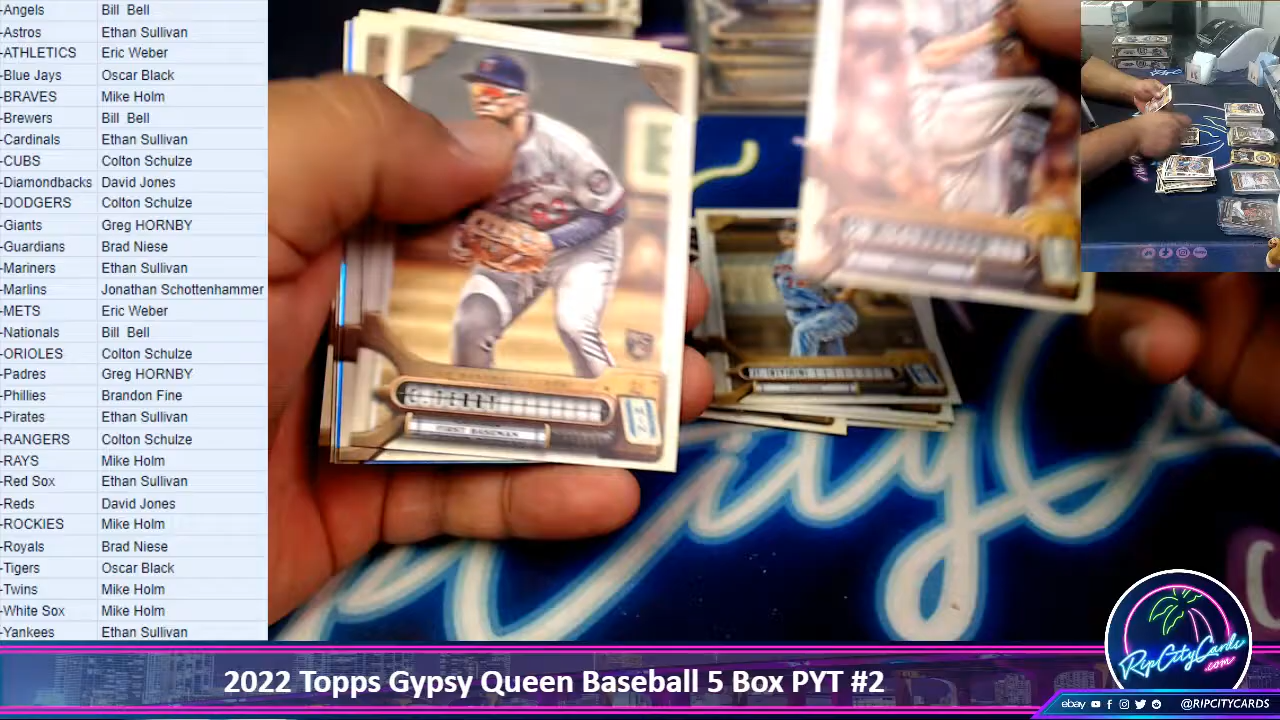 -Angels Bill Bell
-Astros Ethan Sullivan
-ATHLETICS Eric Weber
-Blue Jays Oscar Black
-BRAVES Mike Holm
-Brewers Bill Bell
-Cardinals Ethan Sullivan
-CUBS Colton Schulze
-Diamondbacks David Jones
-DODGERS Colton Schulze
-Giants Greg HORNBY
-Guardians Brad Niese
-Mariners Ethan Sullivan
-Marlins Jonathan Schottenhammer
-METS Eric Weber
-Nationals Bill Bell
-ORIOLES Colton Schulze
-Padres Greg HORNBY
-Phillies Brandon Fine
-Pirates Ethan Sullivan
-RANGERS Colton Schulze
-RAYS Mike Holm
-Red Sox Ethan Sullivan
-Reds David Jones
-ROCKIES Mike Holm
-Royals Brad Niese
-Tigers Oscar Black
-Twins Mike Holm
-White Sox Mike Holm
-Yankees Ethan Sullivan
FIRST BASEMAN
RipCityCards
.com
2022 Topps Gypsy Queen Baseball 5 Box PYT #2
ebay @RIPCITYCARDS